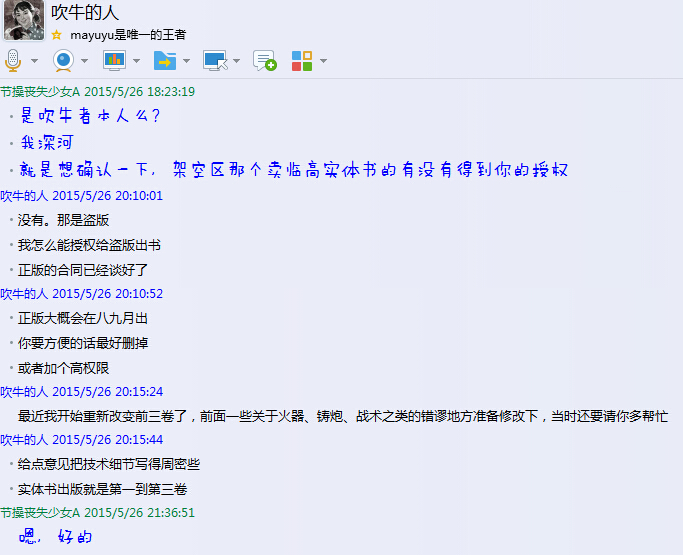 吹牛的人
mayuyu是唯一的王者
节操丧失少女A 2015/5/26 18:23:19
是吹牛者本人么?
我深河
就是想确认一下，架空区那个卖临高实体书的有没有得到你的授权
吹牛的人 2015/5/26 20:10:01
没有。那是盗版
我怎么能授权给盗版出书
正版的合同已经谈好了
吹牛的人 2015/5/26 20:10:52
正版大概会在八九月出
你要方便的话最好删掉
或者加个高权限
吹牛的人 2015/5/26 20:15:24
最近我开始重新改变前三卷了，前面一些关于火器、铸炮、战术之类的错谬地方准备修改下，当时还要请你多帮忙
吹牛的人 2015/5/26 20:15:44
给点意见把技术细节写得周密些
实体书出版就是第一到第三卷
节操丧失少女A 2015/5/26 21:36:51
嗯，好的